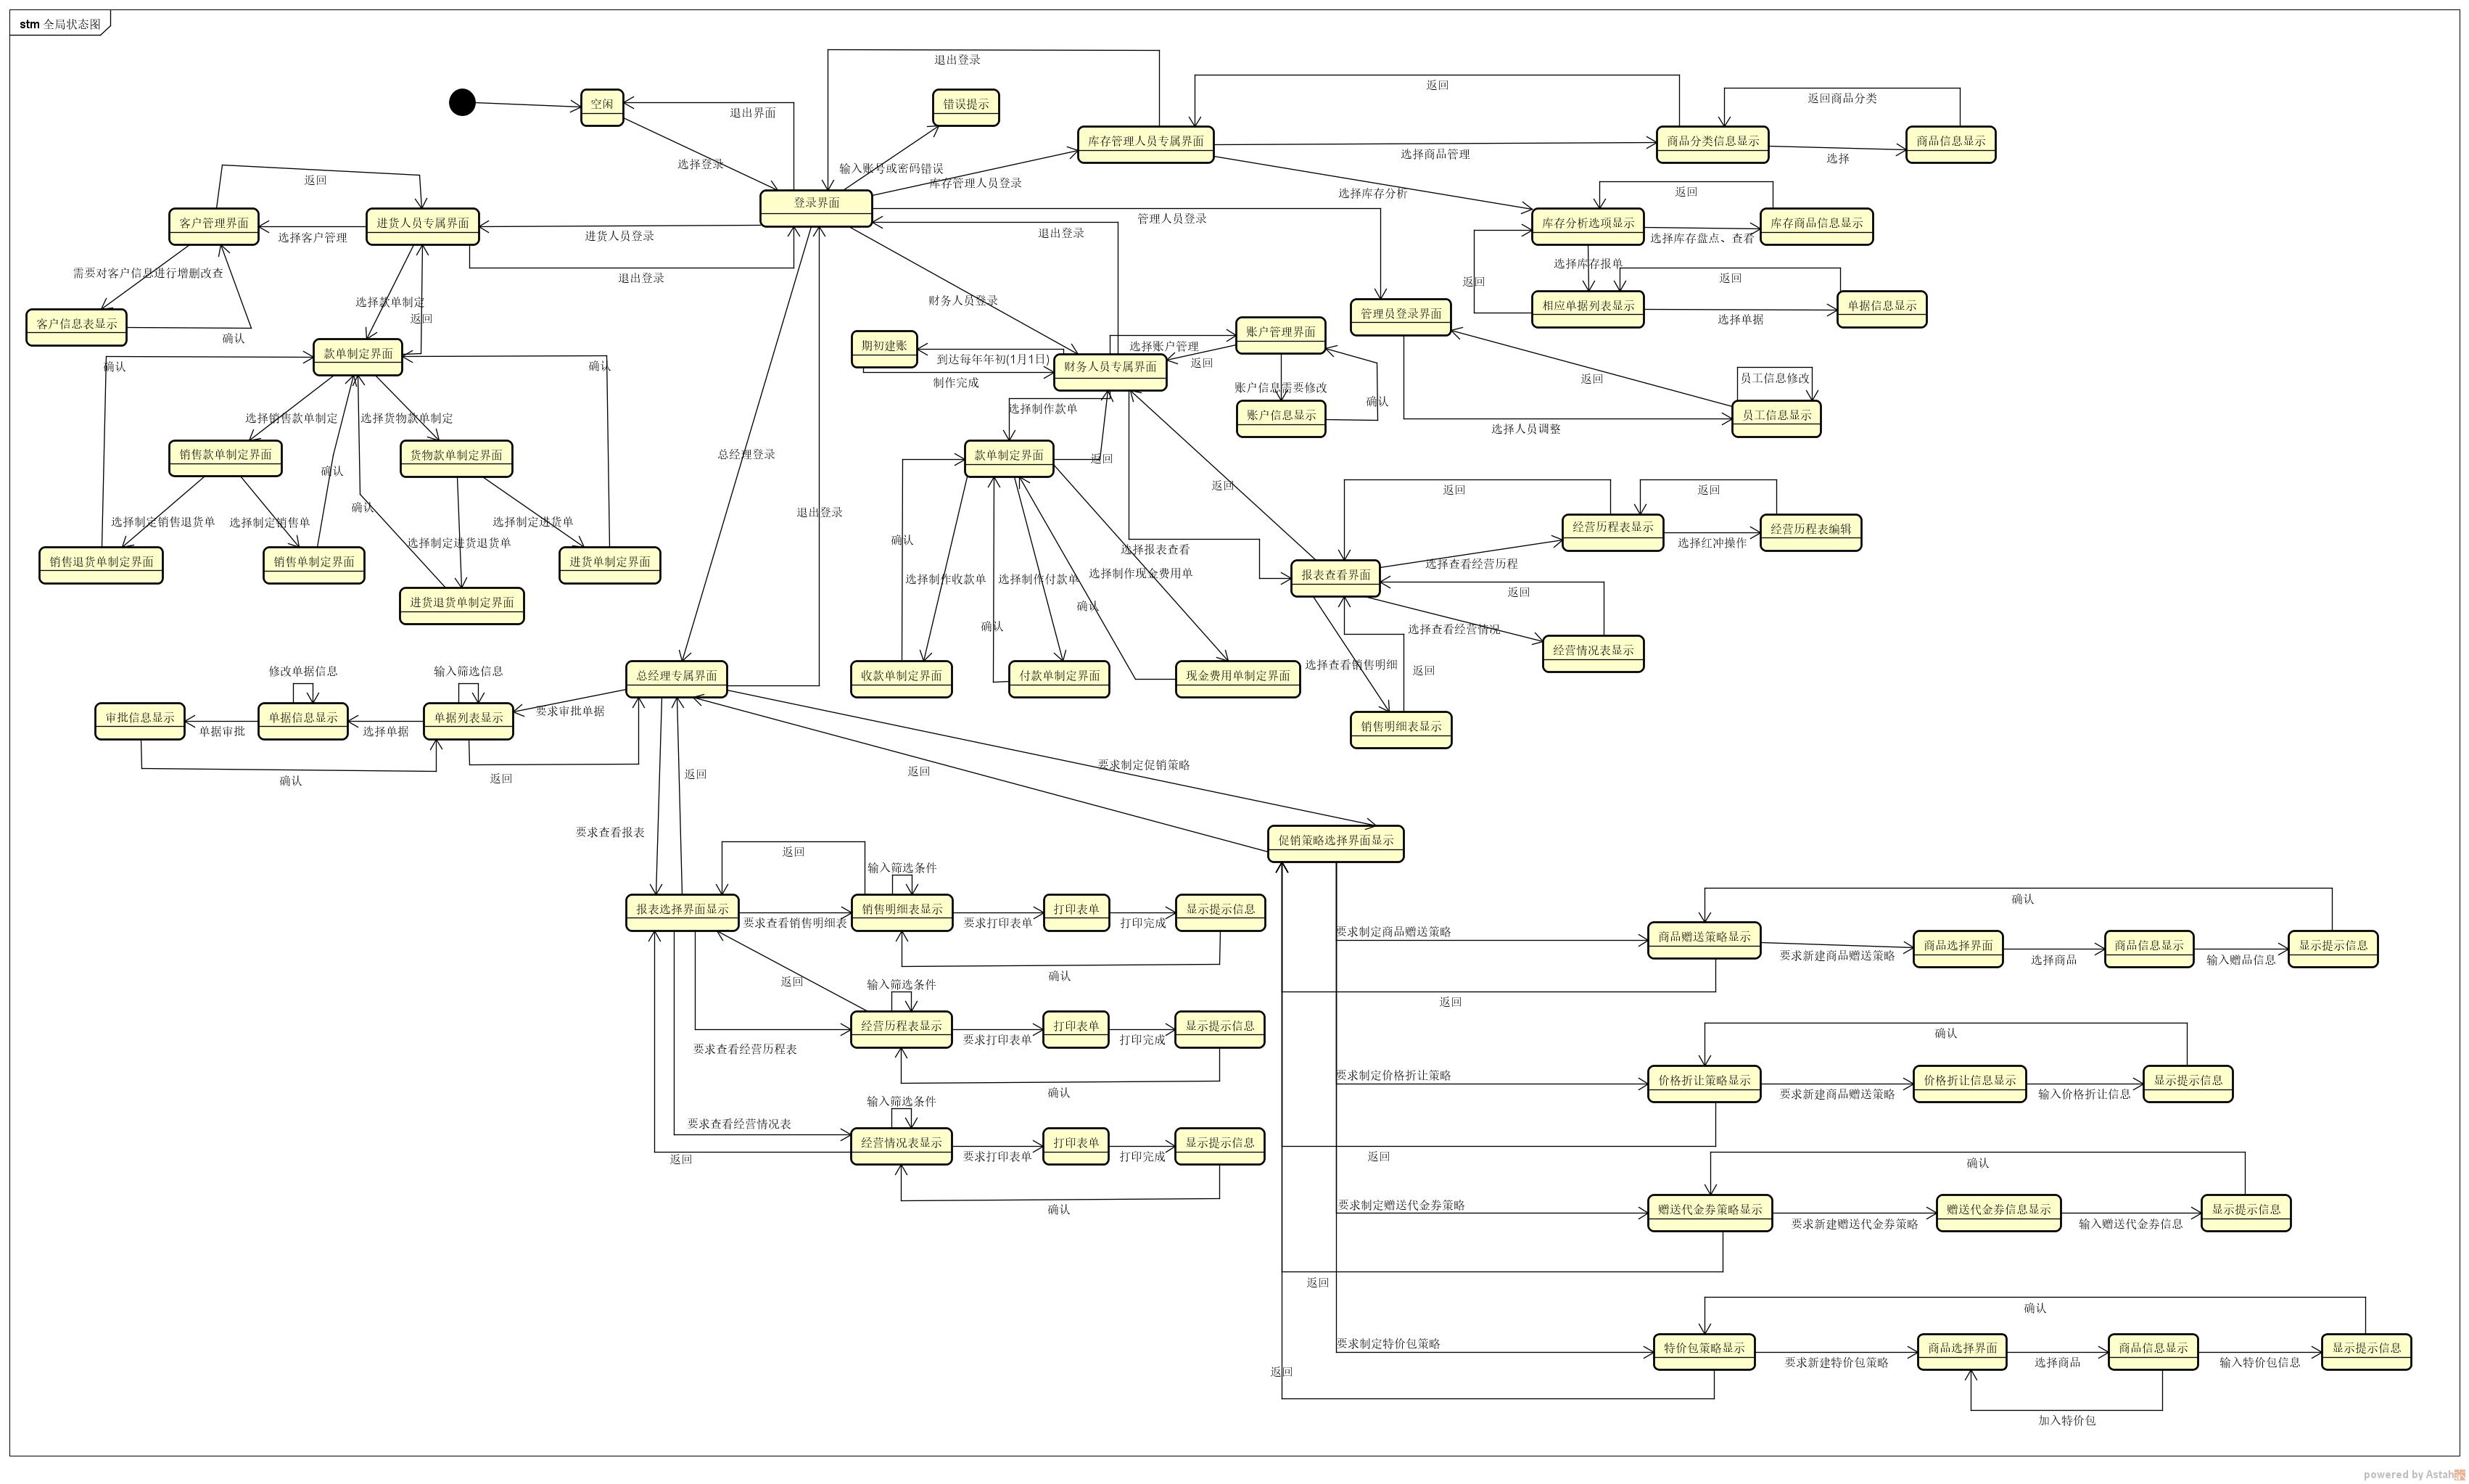 stm 全局状态图
退出登录
空闲
退出界面
错误提示
返回
返回商品分类
库存管理人员专属界面
商品分类信息显示
商品信息显示
选择商品管理
选择
选择登录
输入账号或密码错误
库存管理人员登录
返回
登录界面
选择库存分析
返回
管理人员登录
客户管理界面
进货人员专属界面
选择客户管理
进货人员登录
退出登录
库存分析选项显示
库存商品信息显示
选择库存盘点、查看
需要对客户信息进行增删改查
退出登录
选择库存报单
返回
返回
选择款单制定
返回
财务人员登录
管理员登录界面
相应单据列表显示
单据信息显示
选择单据
客户信息表显示
确认
款单制定界面
期初建账
到达每年年初(1月1日)
制作完成
账户管理界面
选择账户管理
返回
财务人员专属界面
确认
确认
返回
员工信息修改
账户信息需要修改
确认
账户信息显示
员工信息显示
选择人员调整
选择销售款单制定
选择货物款单制定
选择制作款单
销售款单制定界面
货物款单制定界面
确认
总经理登录
款单制定界面
返回
返回
返回
返回
确认
选择制定销售退货单
选择制定销售单
选择制定进货单
选择制定进货退货单
退出登录
确认
经营历程表显示
经营历程表编辑
选择红冲操作
选择报表查看
销售退货单制定界面
销售单制定界面
进货单制定界面
选择制作收款单
选择制作付款单
选择制作现金费用单
选择查看经营历程
报表查看界面
返回
进货退货单制定界面
确认
确认
选择查看经营情况
经营情况表显示
选择查看销售明细
返回
修改单据信息
输入筛选信息
总经理专属界面
收款单制定界面
付款单制定界面
现金费用单制定界面
审批信息显示
单据信息显示
单据列表显示
要求审批单据
单据审批
选择单据
销售明细表显示
确认
返回
返回
返回
要求制定促销策略
要求查看报表
促销策略选择界面显示
返回
输入筛选条件
确认
报表选择界面显示
销售明细表显示
打印表单
显示提示信息
要求查看销售明细表
要求打印表单
打印完成
要求制定商品赠送策略
商品赠送策略显示
商品选择界面
商品信息显示
显示提示信息
要求新建商品赠送策略
选择商品
输入赠品信息
确认
返回
输入筛选条件
返回
经营历程表显示
打印表单
显示提示信息
要求打印表单
打印完成
要求查看经营历程表
确认
确认
要求制定价格折让策略
价格折让策略显示
价格折让信息显示
显示提示信息
要求新建商品赠送策略
输入价格折让信息
输入筛选条件
要求查看经营情况表
经营情况表显示
打印表单
显示提示信息
返回
要求打印表单
打印完成
返回
确认
确认
要求制定赠送代金券策略
赠送代金券策略显示
赠送代金券信息显示
显示提示信息
要求新建赠送代金券策略
输入赠送代金券信息
返回
确认
要求制定特价包策略
特价包策略显示
商品选择界面
商品信息显示
显示提示信息
要求新建特价包策略
选择商品
输入特价包信息
返回
加入特价包
powered by Astah